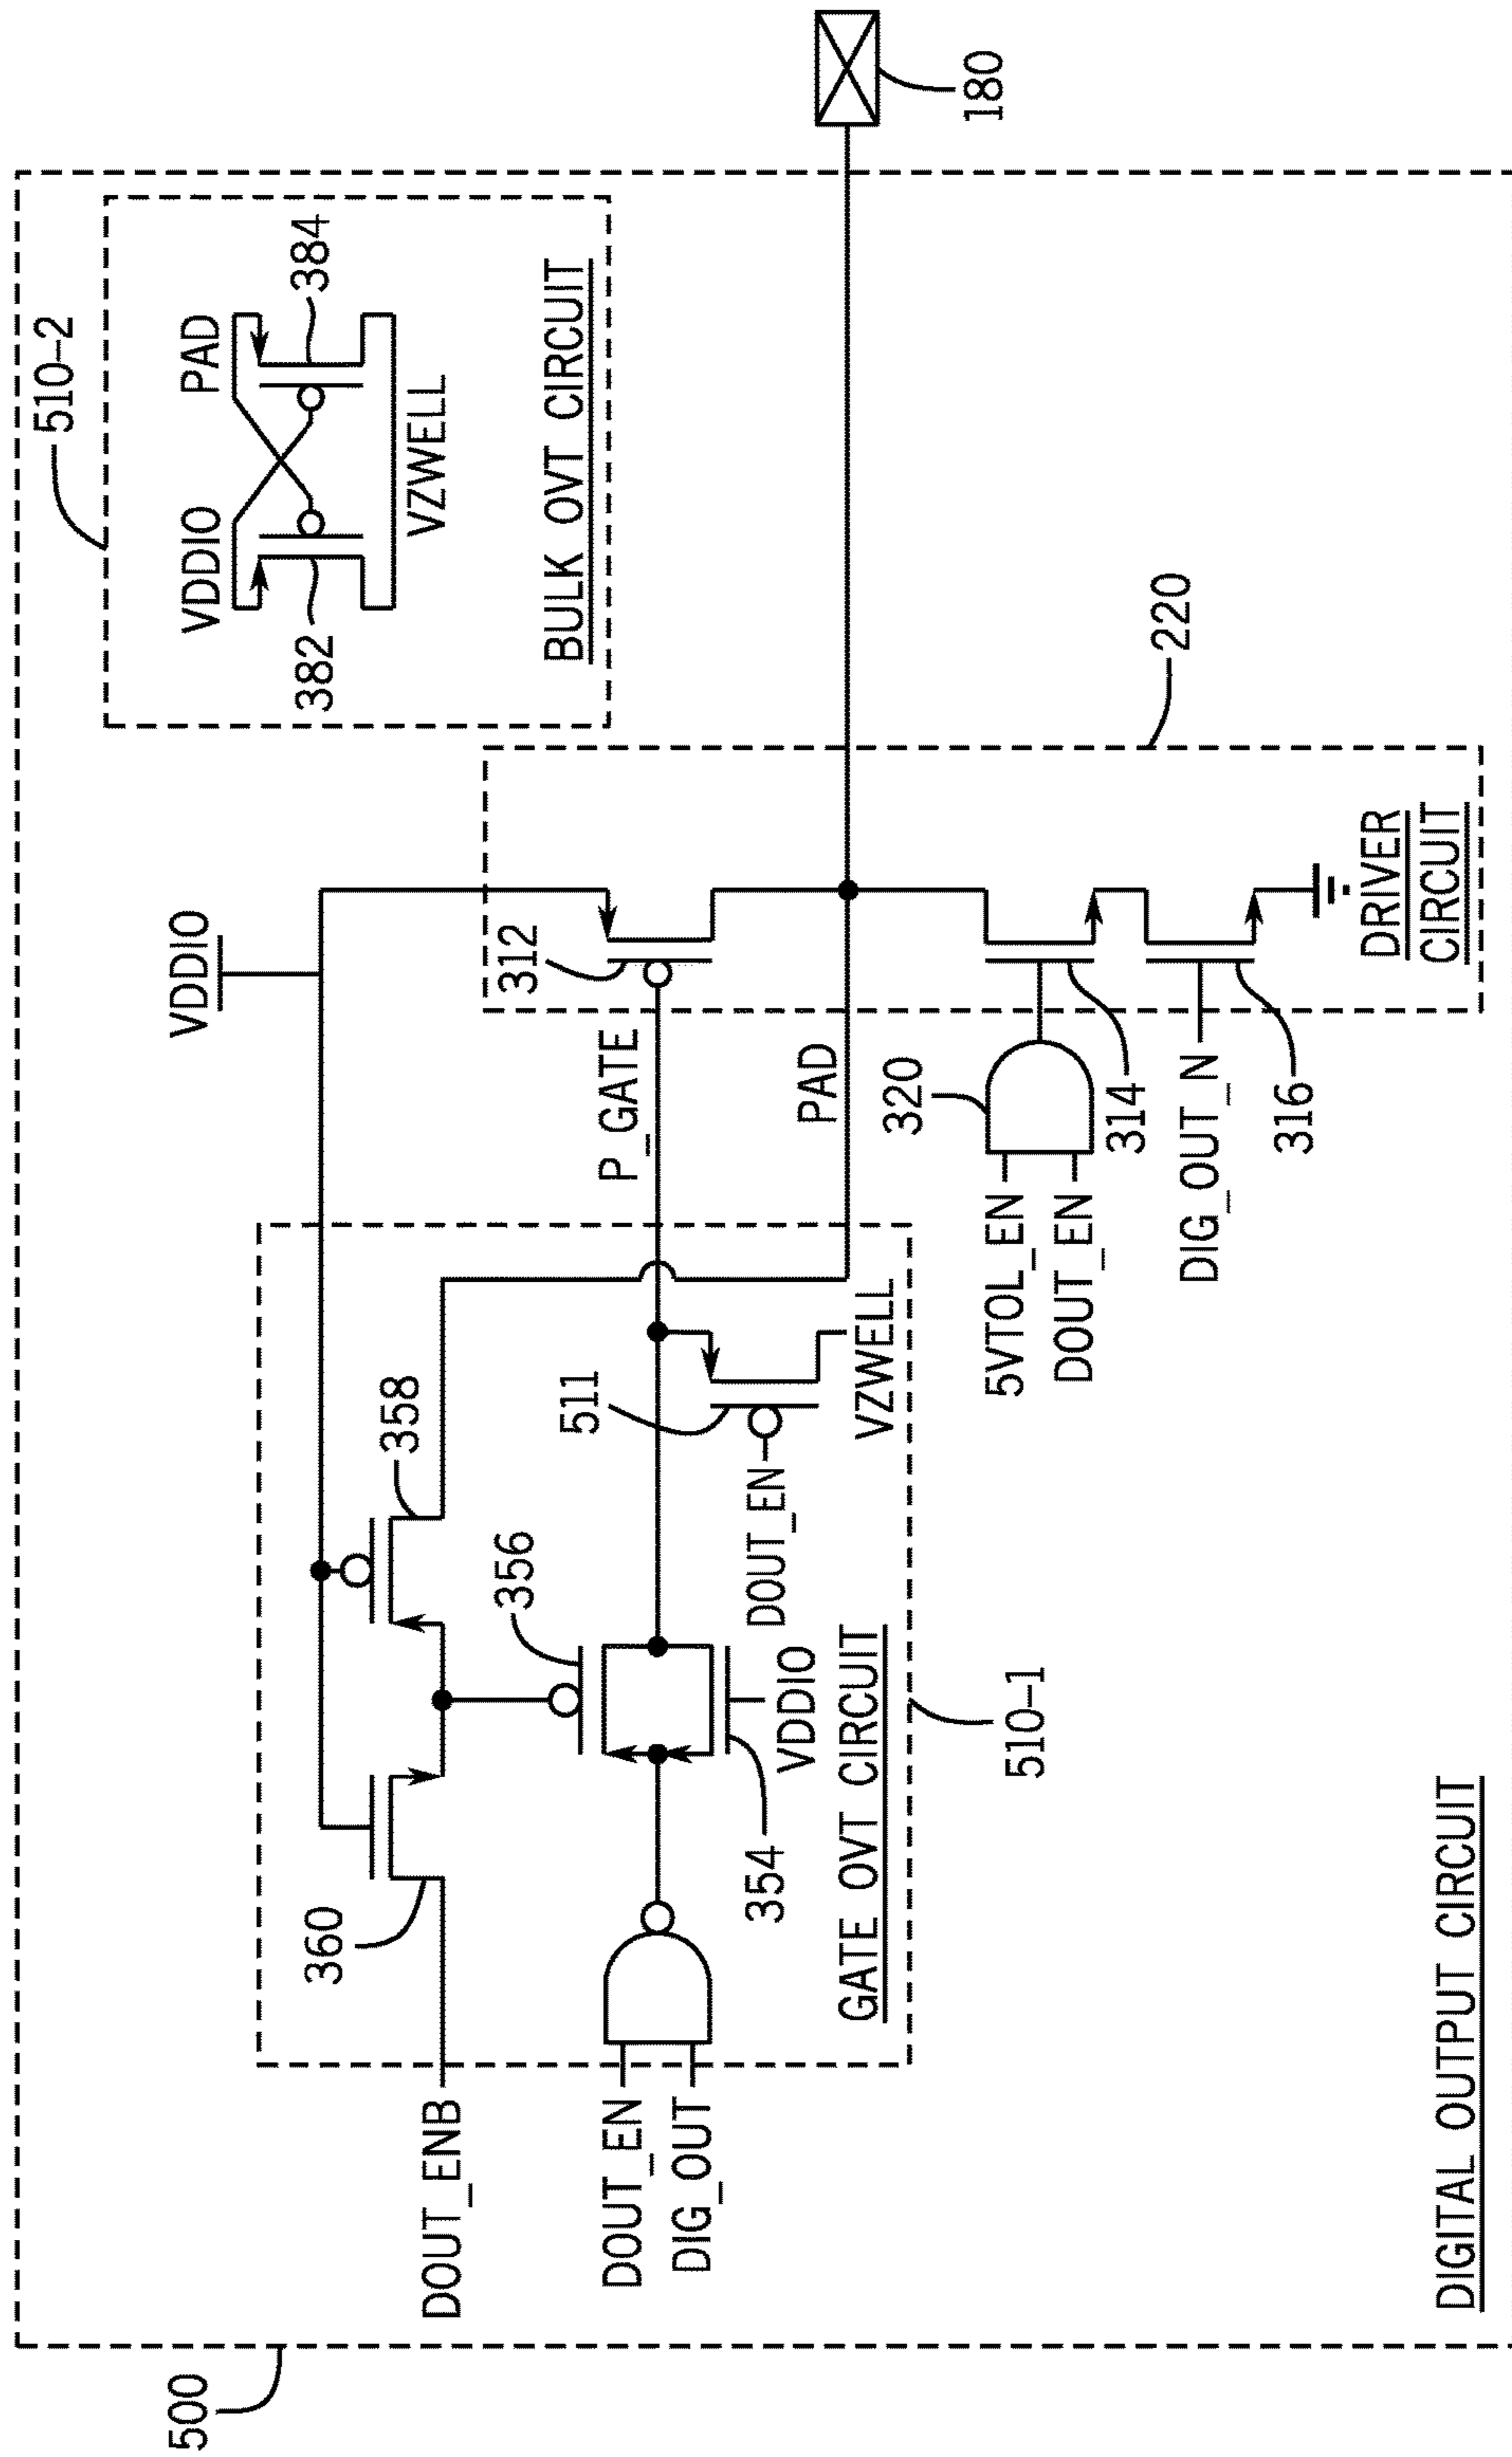 500
DIGITAL OUTPUT CIRCUIT
VDDIO
510-2
VDDIO
PAD
382
384
VZWELL
BULK OVT CIRCUIT
DOUT_ENB
360
358
356
DOUT_EN
DIG_OUT
354
VDDIO
DOUT_EN
511
VZWELL
GATE OVT CIRCUIT
510-1
P_GATE
312
PAD
180
320
5VTOL_EN
DOUT_EN
314
DIG_OUT_N
316
220
DRIVER
CIRCUIT